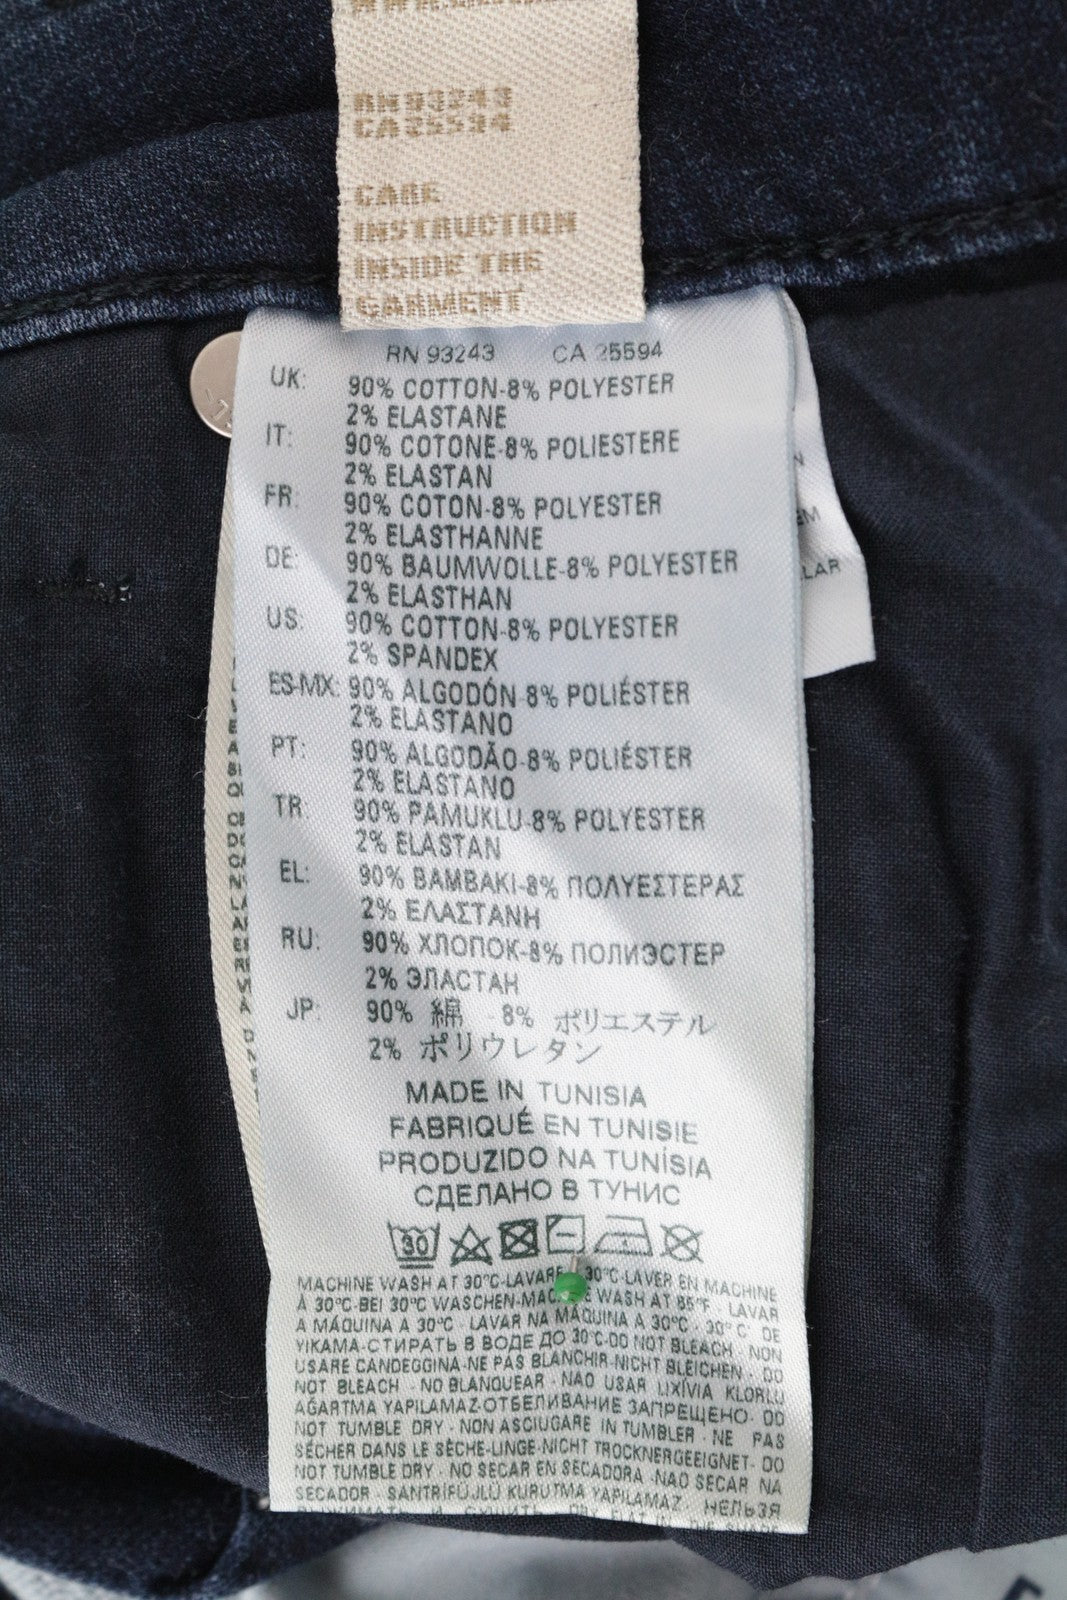 RN 93243
CA 25594
CARE
INSTRUCTION
INSIDE THE
GARMENT
RN 93243 CA 25594
UK: 90% COTTON-8% POLYESTER
2% ELASTANE
IT: 90% COTONE-8% POLIESTERE
2% ELASTAN
FR: 90% COTON-8% POLYESTER
2% ELASTHANNE
DE: 90% BAUMWOLLE-8% POLYESTER
2% ELASTHAN
US: 90% COTTON-8% POLYESTER
2% SPANDEX
ES-MX: 90% ALGODÓN-8% POLIÉSTER
2% ELASTANO
PT: 90% ALGODÃO-8% POLIÉSTER
2% ELASTANO
TR: 90% PAMUKLU-8% POLYESTER
2% ELASTAN
EL: 90% ΒΑΜΒΑΚΙ-8% ΠΟΛΥΕΣΤΕΡΑΣ
2% ΕΛΑΣΤΑΝΗ
RU: 90% ХЛОПОК-8% ПОЛИЭСТЕР
2% ЭЛАСТАН
JP: 90% 綿 -8% ポリエステル
2% ポリウレタン
MADE IN TUNISIA
FABRIQUÉ EN TUNISIE
PRODUZIDO NA TUNÍSIA
СДЕЛАНО В ТУНИС
30
MACHINE WASH AT 30°C-LAVARE 30°C-LAVER EN MACHINE
À 30°C-BEI 30°C WASCHEN- WASH AT 85°F - LAVAR
A MÁQUINA A 30°C - LAVAR NA MÁQUINA A 30°C - 30°C DE
YIKAMA-СТИРАТЬ В ВОДЕ ДО 30°C-DO NOT BLEACH - NON
USARE CANDEGGINA-NE PAS BLANCHIR-NICHT BLEICHEN - DO
NOT BLEACH - NO BLANQUEAR - NAO USAR LIXÍVIA KLORLU
AĞARTMA YAPILAMAZ-ОТБЕЛИВАНИЕ ЗАПРЕЩЕНО- DO
NOT TUMBLE DRY - NON ASCIUGARE IN TUMBLER - NE PAS
SÉCHER DANS LE SÈCHE-LINGE-NICHT TROCKNERGEEIGNET- DO
NOT TUMBLE DRY - NO SECAR EN SECADORA -NAO SECAR NA
SECADOR - SANTRİFÜJLÜ KURUTMA YAPILAMAZ- НЕЛЬЗЯ
LAR